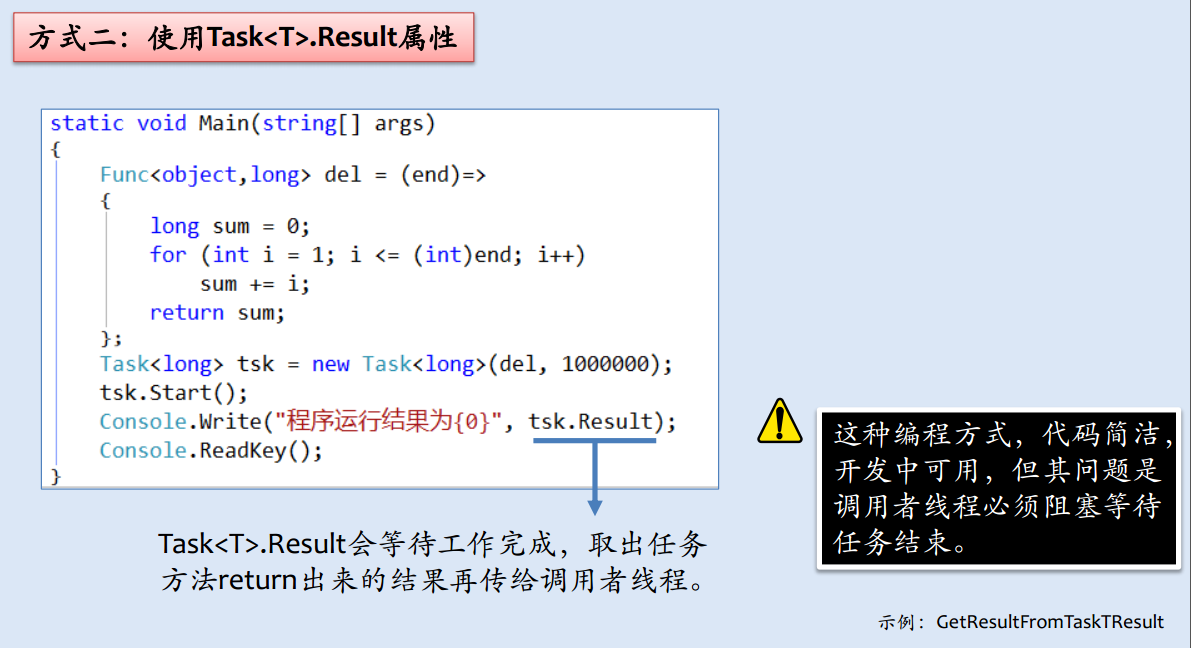 方式二：使用Task<T>.Result属性
static void Main(string[] args)
{
    Func<object,long> del = (end)=>
    {
        long sum = 0;
        for (int i = 1; i <= (int)end; i++)
            sum += i;
        return sum;
    };
    Task<long> tsk = new Task<long>(del, 1000000);
    tsk.Start();
    Console.Write("程序运行结果为{0}", tsk.Result);
    Console.ReadKey();
}
Task<T>.Result会等待工作完成，取出任务
方法return出来的结果再传给调用者线程。
这种编程方式，代码简洁，
开发中可用，但其问题是
调用者线程必须阻塞等待
任务结束。
示例：GetResultFromTaskTResult